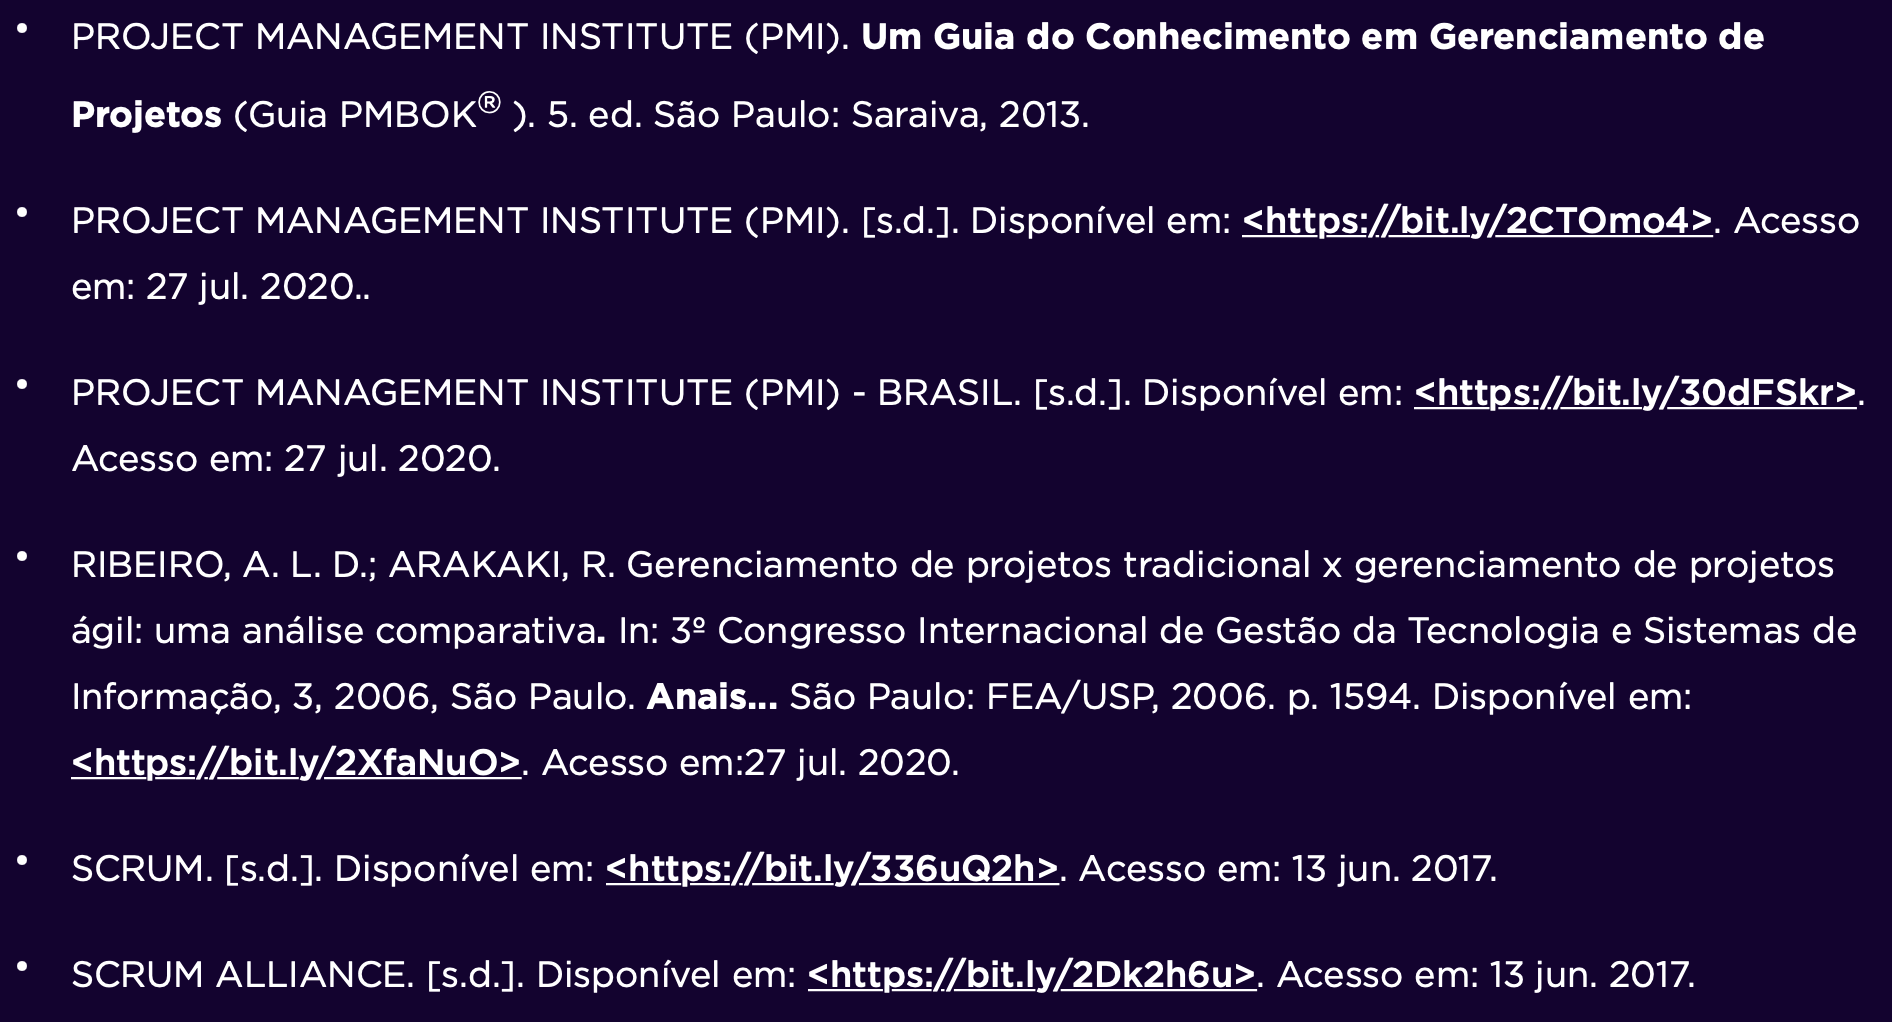 • PROJECT MANAGEMENT INSTITUTE (PMI). Um Guia do Conhecimento em Gerenciamento de
Projetos (Guia PMBOK® ). 5. ed. São Paulo: Saraiva, 2013.
• PROJECT MANAGEMENT INSTITUTE (PMI). [s.d.]. Disponível em: <https://bit.ly/2CTOmo4>. Acesso
em: 27 jul. 2020..
• PROJECT MANAGEMENT INSTITUTE (PMI) - BRASIL. [s.d.]. Disponível em: <https://bit.ly/30dFSkr>.
Acesso em: 27 jul. 2020.
• RIBEIRO, A. L. D.; ARAKAKI, R. Gerenciamento de projetos tradicional x gerenciamento de projetos
ágil: uma análise comparativa. In: 3º Congresso Internacional de Gestão da Tecnologia e Sistemas de
Informação, 3, 2006, São Paulo. Anais... São Paulo: FEA/USP, 2006. p. 1594. Disponível em:
<https://bit.ly/2XfaNuO>. Acesso em:27 jul. 2020.
• SCRUM. [s.d.]. Disponível em: <https://bit.ly/336uQ2h>. Acesso em: 13 jun. 2017.
• SCRUM ALLIANCE. [s.d.]. Disponível em: <https://bit.ly/2Dk2h6u>. Acesso em: 13 jun. 2017.